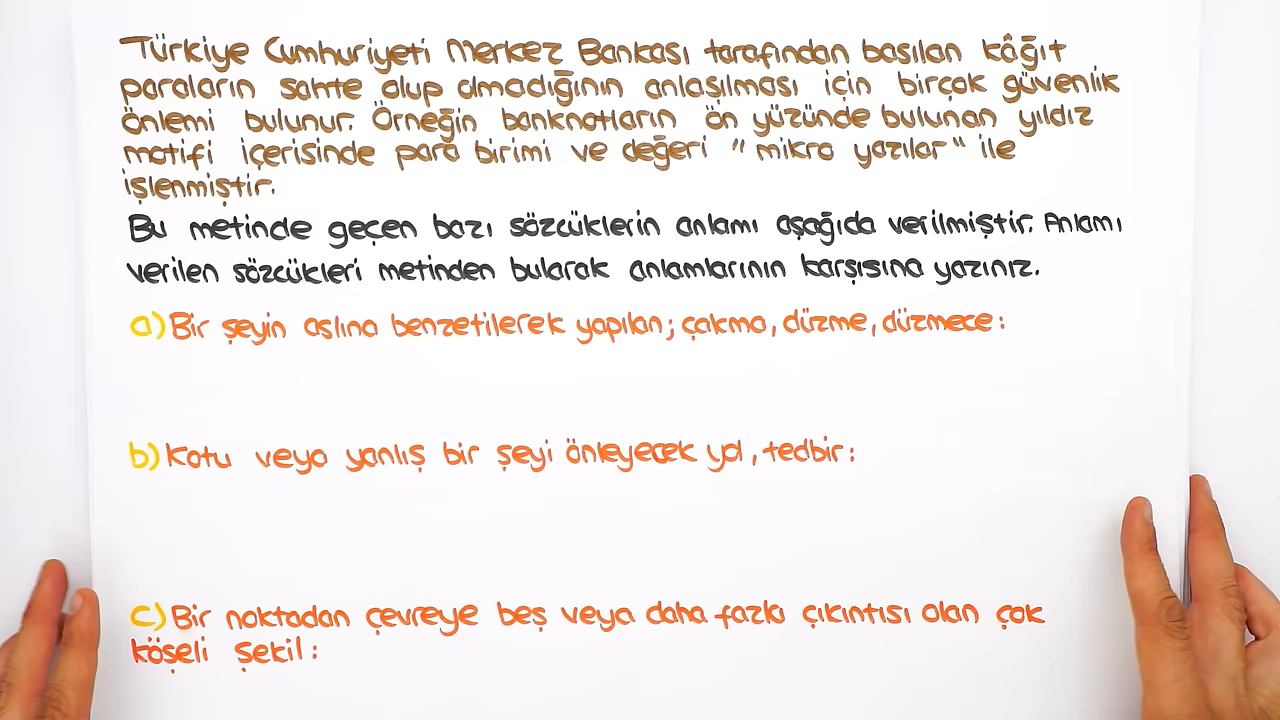 Türkiye Cumhuriyeti Merkez Bankası tarafından basılan kâğıt
paraların sahte olup olmadığının anlaşılması için birçok güvenlik
önlemi bulunur. Örneğin banknotların ön yüzünde bulunan yıldız
motifi içerisinde para birimi ve değeri "mikro yazılar" ile
işlenmiştir.
Bu metinde geçen bazı sözcüklerin anlamı aşağıda verilmiştir. Anlamı
verilen sözcükleri metinden bularak anlamlarının karşısına yazınız.
a) Bir şeyin aslına benzetilerek yapılan; çakma, düzme, düzmece:
b) Kotu veya yanlış bir şeyi önleyecek yol, tedbir:
c) Bir noktadan çevreye beş veya daha fazla çıkıntısı olan çok
köşeli şekil: